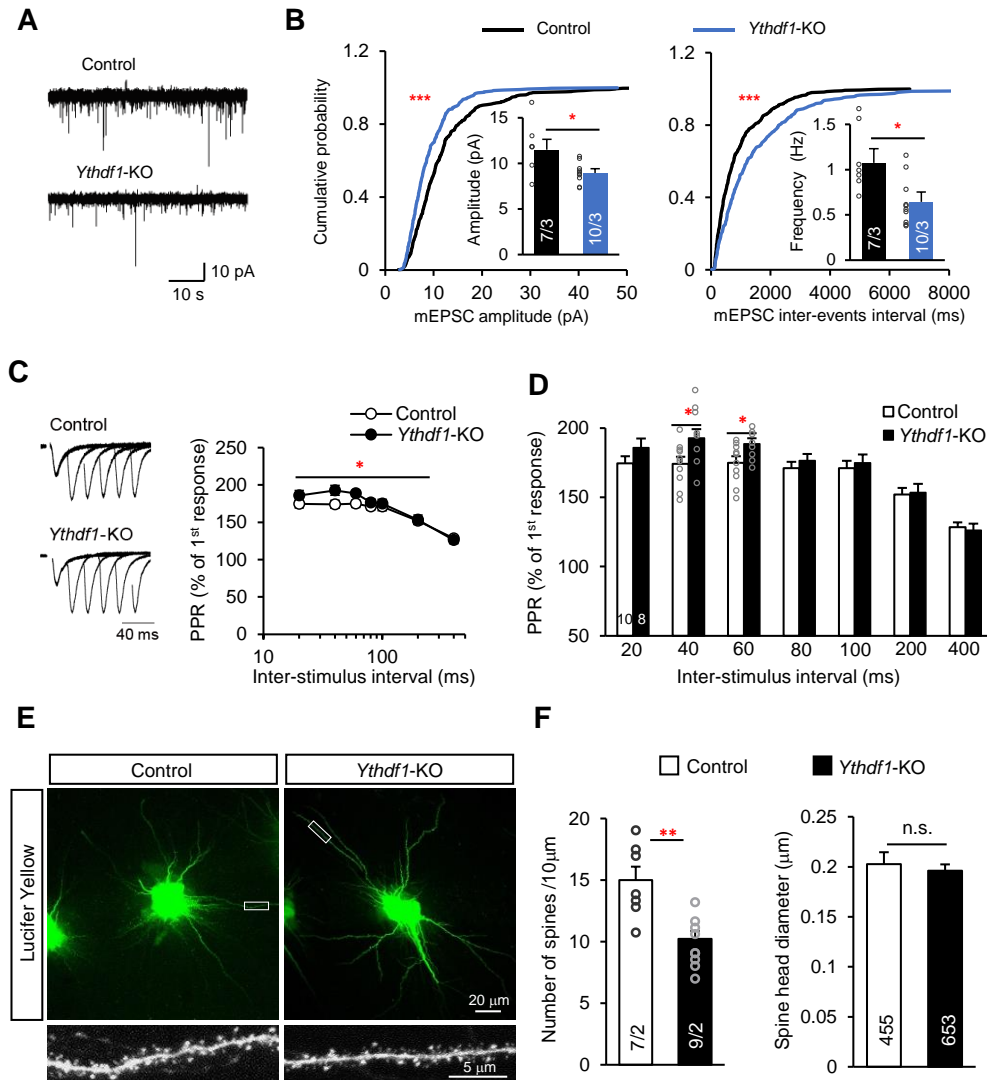 A
Control
Ythdf1-KO
10 pA
10 s
B
Control
Ythdf1-KO
Cumulative probability
1.2
0.8
0.4
0
***
0 10 20 30 40 50
mEPSC amplitude (pA)
Amplitude (pA)
15
10
5
0
*
7/3
10/3
1.2
0.8
0.4
0
***
0 2000 4000 6000 8000
mEPSC inter-events interval (ms)
Frequency (Hz)
1.5
1
0.5
0
*
7/3
10/3
C
Control
Ythdf1-KO
40 ms
Control
Ythdf1-KO
PPR (% of 1st response)
250
200
150
100
50
0
*
10 100
Inter-stimulus interval (ms)
D
Control
Ythdf1-KO
PPR (% of 1st response)
200
150
100
50
* *
10 8
20 40 60 80 100 200 400
Inter-stimulus interval (ms)
E
Control
Ythdf1-KO
Lucifer Yellow
20 μm
5 μm
F
Control
Ythdf1-KO
Number of spines /10μm
20
15
10
5
0
**
7/2
9/2
Spine head diameter (μm)
0.25
0.2
0.15
0.1
0.05
0
n.s.
455
653